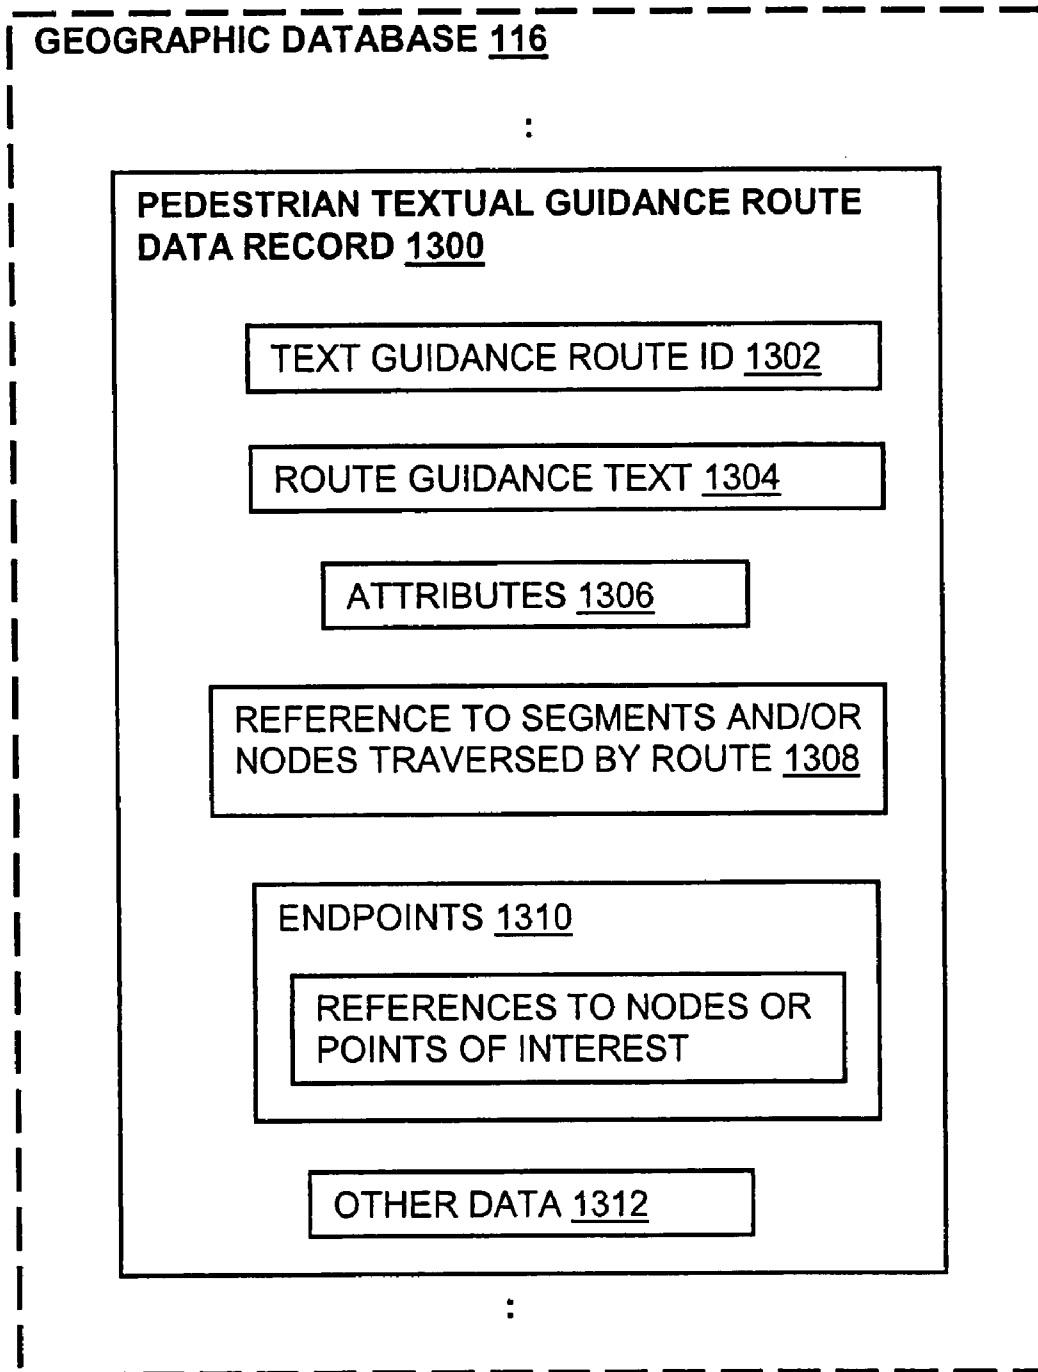 GEOGRAPHIC DATABASE 116
:
PEDESTRIAN TEXTUAL GUIDANCE ROUTE
DATA RECORD 1300
TEXT GUIDANCE ROUTE ID 1302
ROUTE GUIDANCE TEXT 1304
ATTRIBUTES 1306
REFERENCE TO SEGMENTS AND/OR
NODES TRAVERSED BY ROUTE 1308
ENDPOINTS 1310
REFERENCES TO NODES OR
POINTS OF INTEREST
OTHER DATA 1312
: